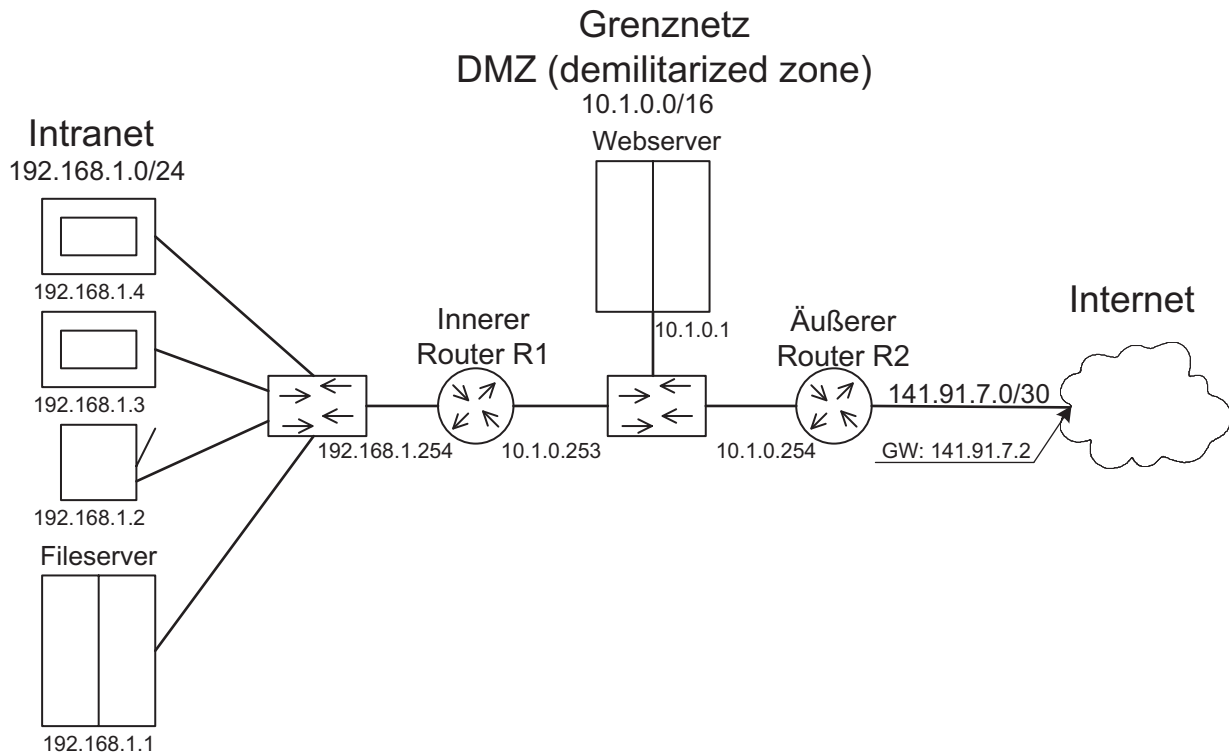 Grenznetz
DMZ (demilitarized zone)
10.1.0.0/16
Webserver
Intranet
192.168.1.0/24
192.168.1.4
192.168.1.3
192.168.1.2
Fileserver
192.168.1.1
Innerer
Router R1
192.168.1.254
10.1.0.253
10.1.0.1
Äußerer
Router R2
10.1.0.254
141.91.7.0/30
GW: 141.91.7.2
Internet